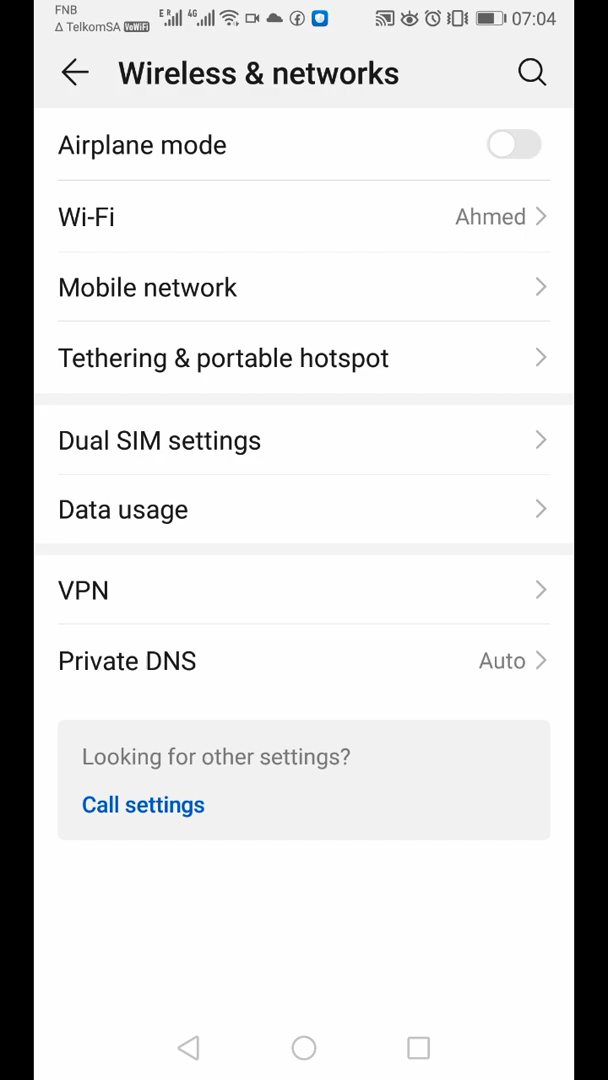 FNB
Δ TelkomSA VoWiFi
E R 4G 07:04
Wireless & networks
Airplane mode
Wi-Fi Ahmed
Mobile network
Tethering & portable hotspot
Dual SIM settings
Data usage
VPN
Private DNS Auto
Looking for other settings?
Call settings